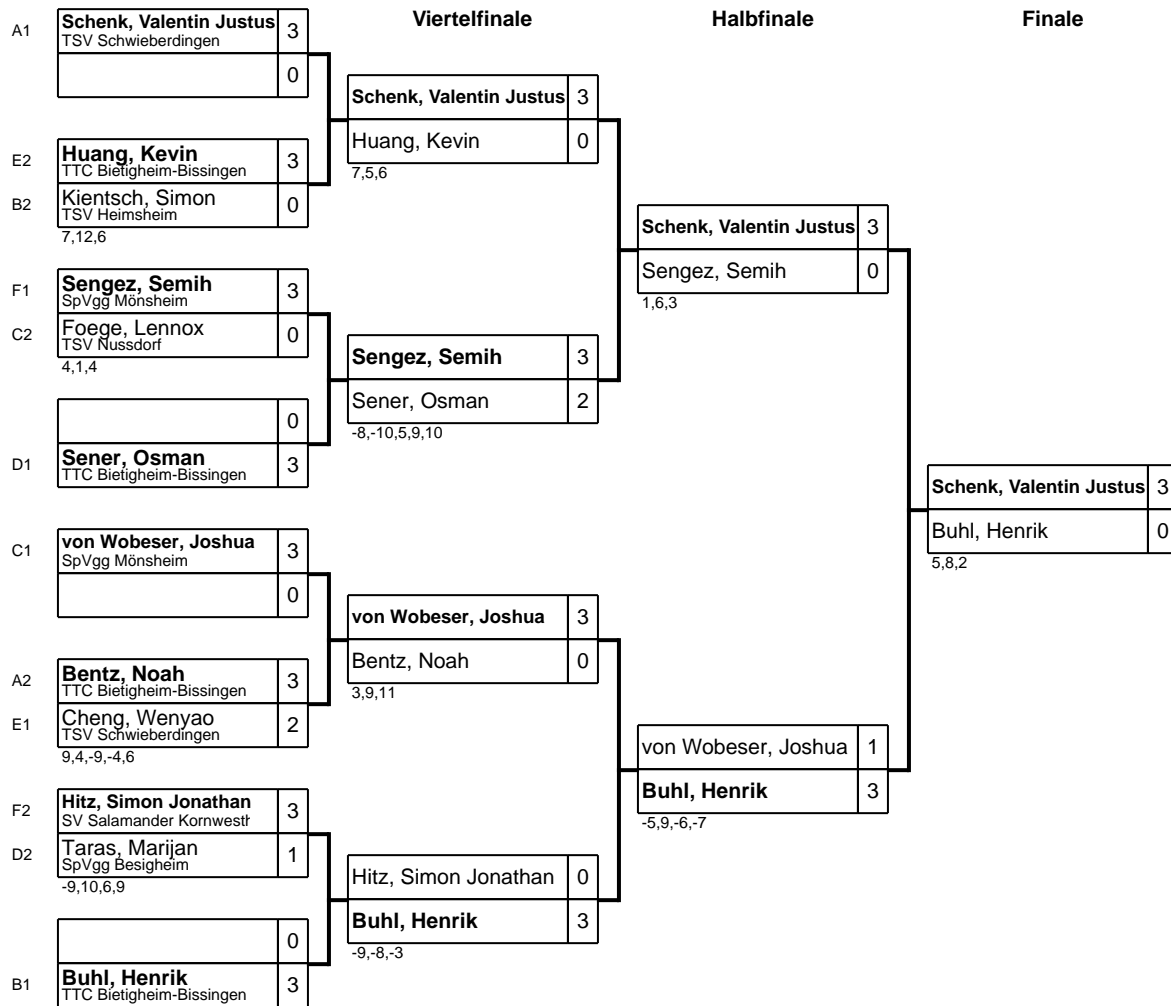 Viertelfinale
Halbfinale
Finale
A1
Schenk, Valentin Justus 3
TSV Schwieberdingen
0
E2
Huang, Kevin 3
TTC Bietigheim-Bissingen
B2
Kientsch, Simon 0
TSV Heimsheim
7,12,6
F1
Sengez, Semih 3
SpVgg Mönsheim
C2
Foege, Lennox 0
TSV Nussdorf
4,1,4
0
D1
Sener, Osman 3
TTC Bietigheim-Bissingen
C1
von Wobeser, Joshua 3
SpVgg Mönsheim
0
A2
Bentz, Noah 3
TTC Bietigheim-Bissingen
E1
Cheng, Wenyao 2
TSV Schwieberdingen
9,4,-9,-4,6
F2
Hitz, Simon Jonathan 3
SV Salamander Kornwesth
D2
Taras, Marijan 1
SpVgg Besigheim
-9,10,6,9
0
B1
Buhl, Henrik 3
TTC Bietigheim-Bissingen
Schenk, Valentin Justus 3
Huang, Kevin 0
7,5,6
Sengez, Semih 3
Sener, Osman 2
-8,-10,5,9,10
von Wobeser, Joshua 3
Bentz, Noah 0
3,9,11
Hitz, Simon Jonathan 0
Buhl, Henrik 3
-9,-8,-3
Schenk, Valentin Justus 3
Sengez, Semih 0
1,6,3
von Wobeser, Joshua 1
Buhl, Henrik 3
-5,9,-6,-7
Schenk, Valentin Justus 3
Buhl, Henrik 0
5,8,2